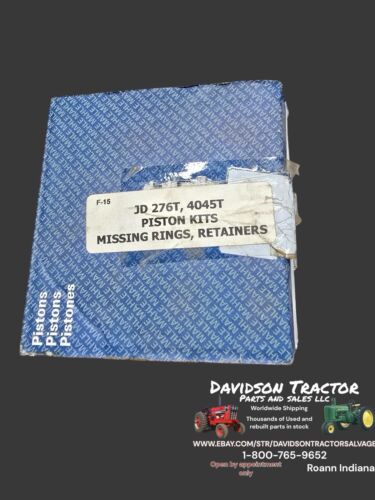 F-15
JD 276T, 4045T
PISTON KITS
MISSING RINGS, RETAINERS
Pistons
Pistons
Pistones
DAVIDSON TRACTOR
PARTS AND SALES LLC
Worldwide Shipping
Thousands of Used and
rebuilt parts in stock
WWW.EBAY.COM/STR/DAVIDSONTRACTORSALVAGE
1-800-765-9652
Open by appointment
only
Roann Indiana